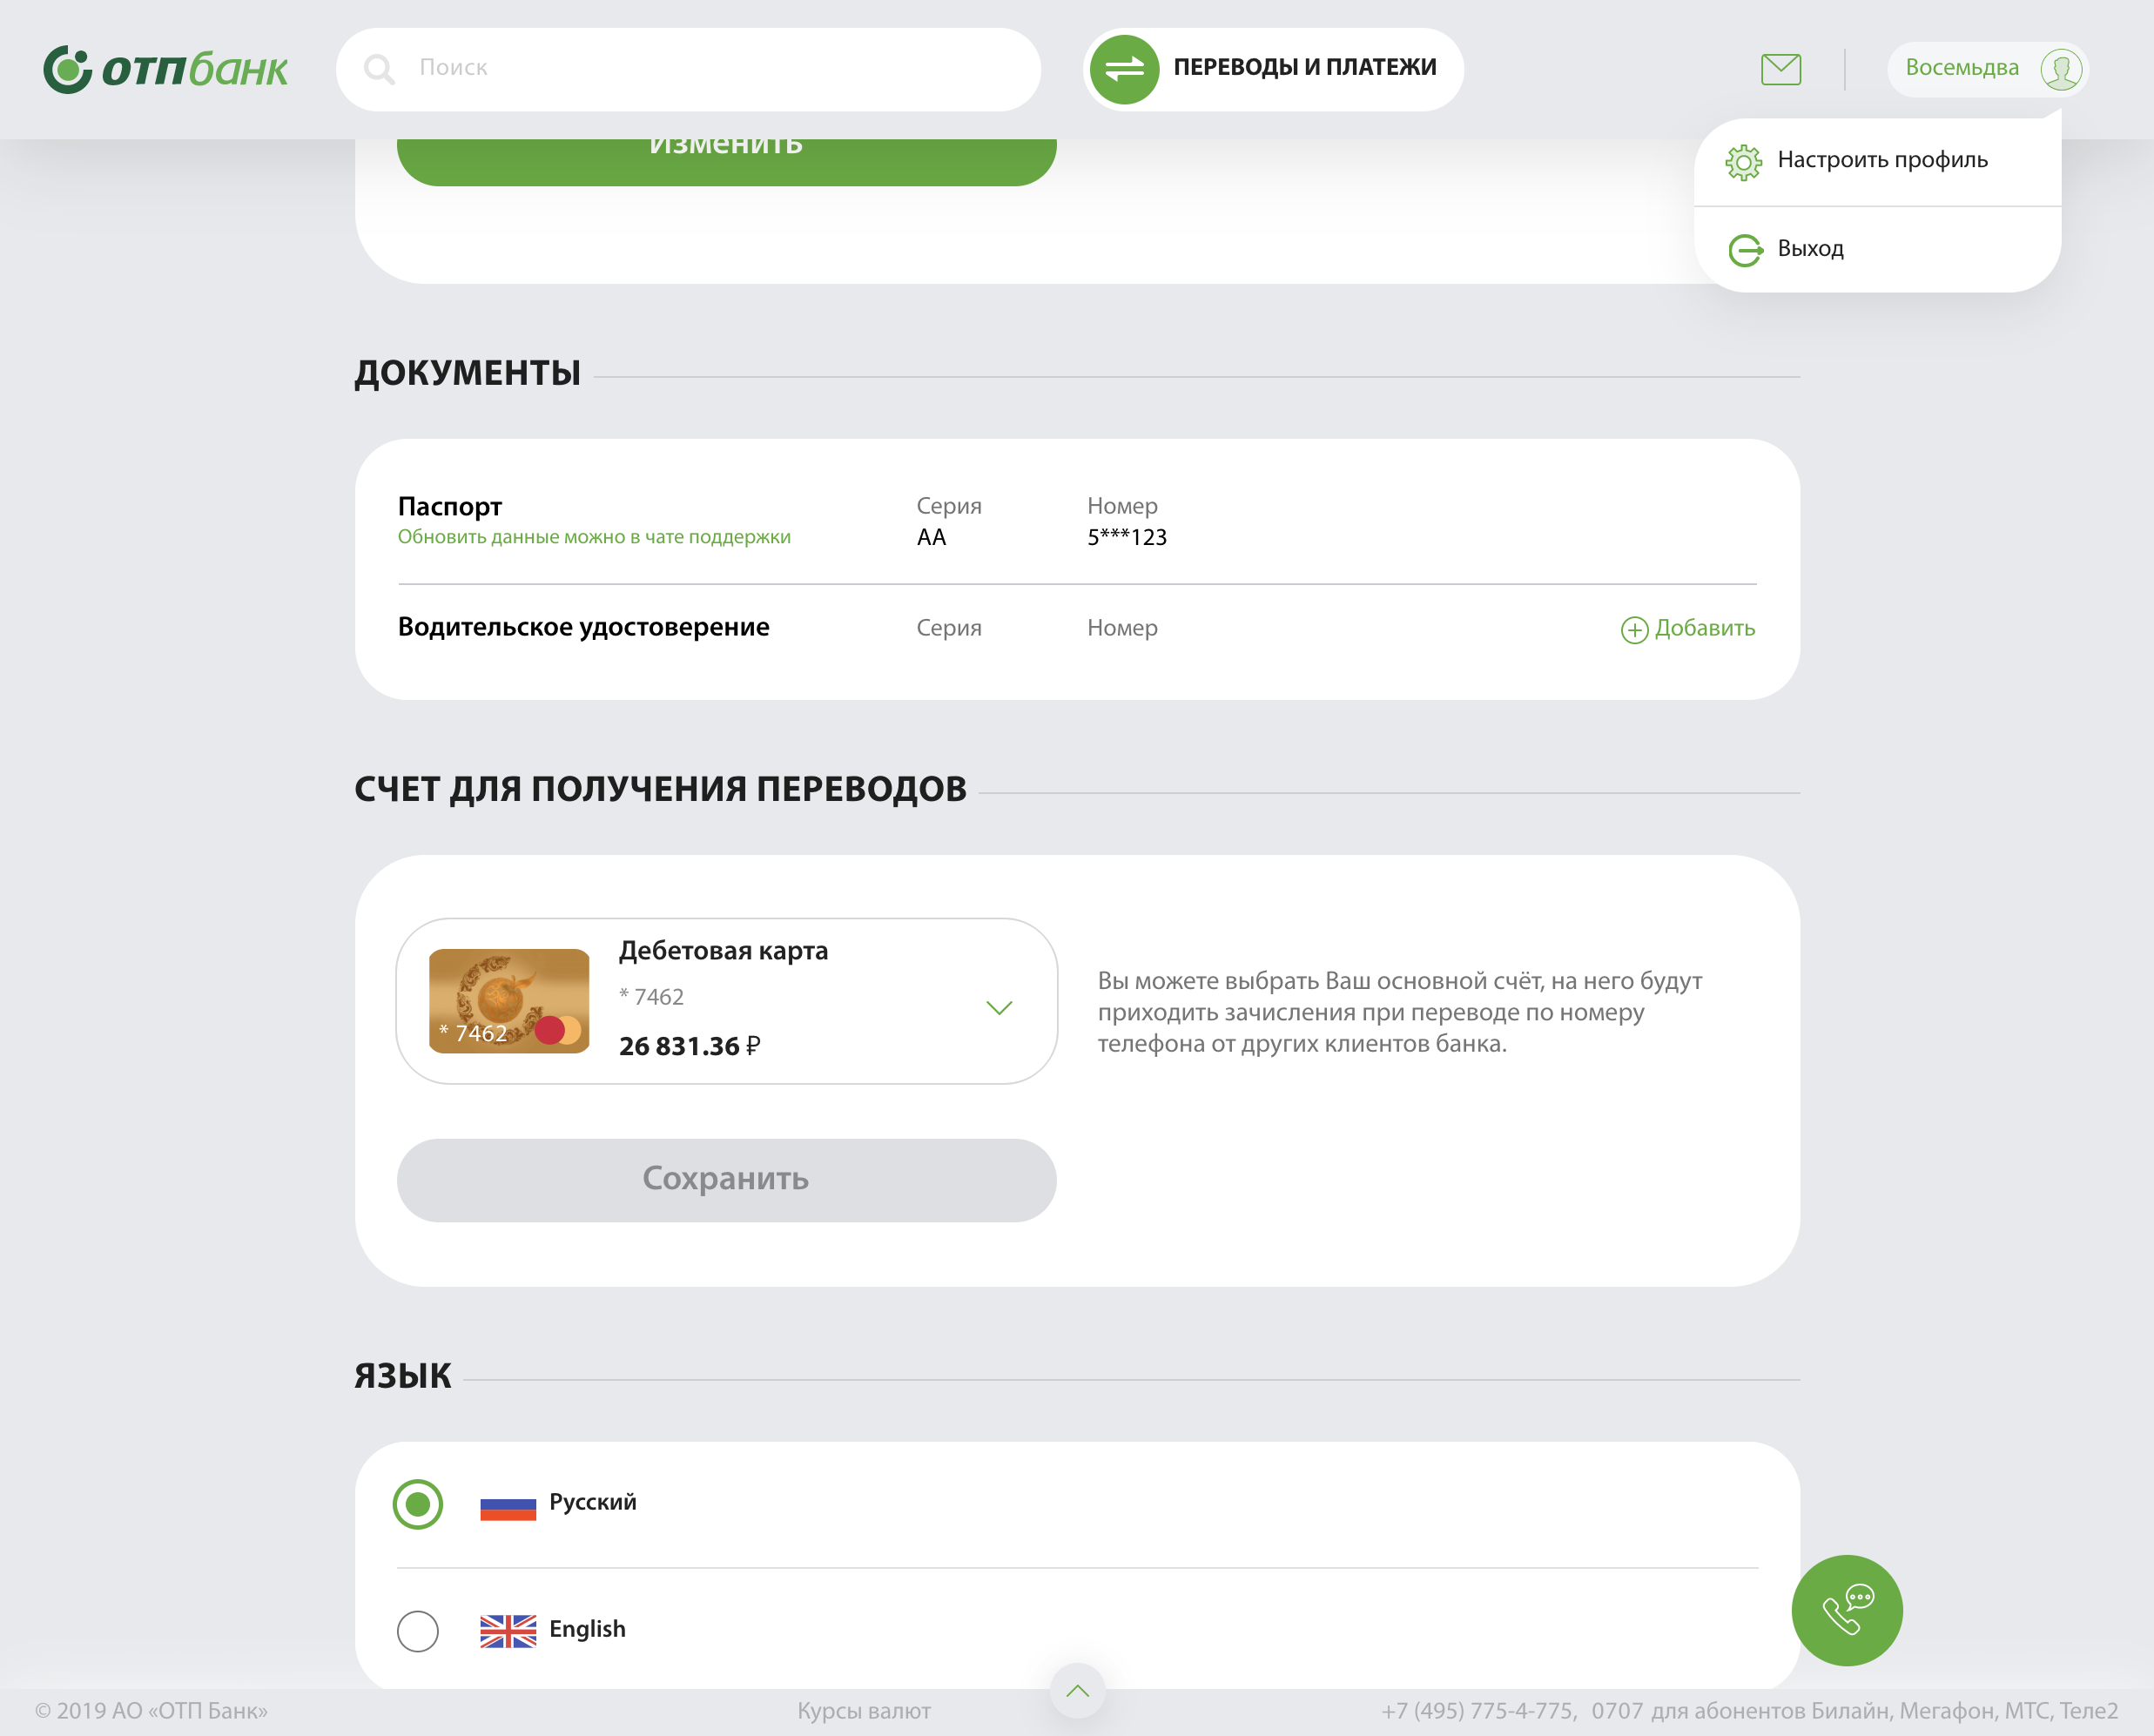 отпбанк
Поиск
ПЕРЕВОДЫ И ПЛАТЕЖИ
Восемьдва
Настроить профиль
Выход
Изменить
ДОКУМЕНТЫ
Паспорт
Обновить данные можно в чате поддержки
Серия
AA
Номер
5***123
Водительское удостоверение
Серия
Номер
Добавить
СЧЕТ ДЛЯ ПОЛУЧЕНИЯ ПЕРЕВОДОВ
* 7462
Дебетовая карта
* 7462
26 831.36 ₽
Вы можете выбрать Ваш основной счёт, на него будут
приходить зачисления при переводе по номеру
телефона от других клиентов банка.
Сохранить
ЯЗЫК
Русский
English
© 2019 АО «ОТП Банк»
Курсы валют
+7 (495) 775-4-775, 0707 для абонентов Билайн, Мегафон, МТС, Теле2